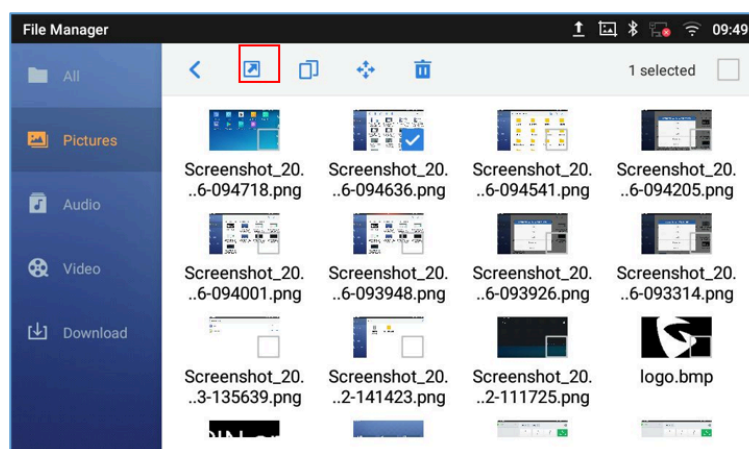 File Manager
09:49
All
1 selected
Pictures
Screenshot_20.
..6-094718.png
Screenshot_20.
..6-094636.png
Screenshot_20.
..6-094541.png
Screenshot_20.
..6-094205.png
Audio
Video
Screenshot_20.
..6-094001.png
Screenshot_20.
..6-093948.png
Screenshot_20.
..6-093926.png
Screenshot_20.
..6-093314.png
Download
Screenshot_20.
..3-135639.png
Screenshot_20.
..2-141423.png
Screenshot_20.
..2-111725.png
logo.bmp